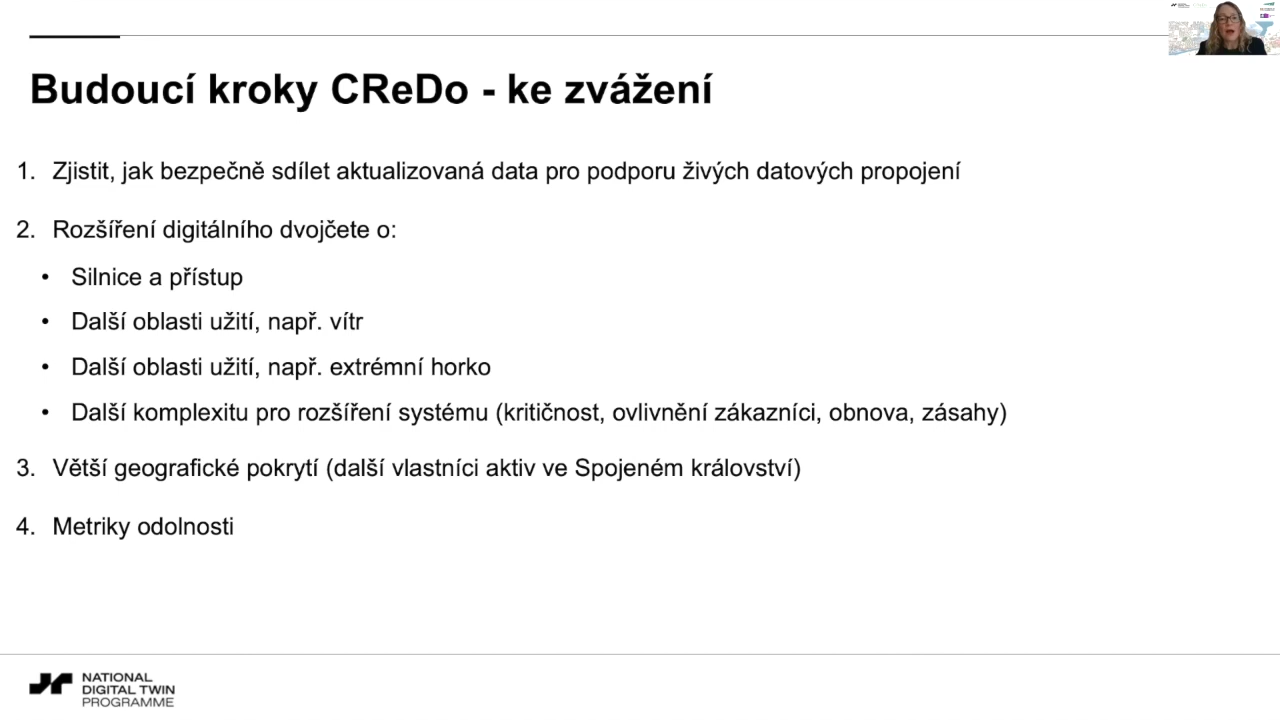 Budoucí kroky CReDo - ke zvážení
1. Zjistit, jak bezpečně sdílet aktualizovaná data pro podporu živých datových propojení
2. Rozšíření digitálního dvojčete o:
• Silnice a přístup
• Další oblasti užití, např. vítr
• Další oblasti užití, např. extrémní horko
• Další komplexitu pro rozšíření systému (kritičnost, ovlivnění zákazníci, obnova, zásahy)
3. Větší geografické pokrytí (další vlastníci aktiv ve Spojeném království)
4. Metriky odolnosti
NATIONAL
DIGITAL TWIN
PROGRAMME